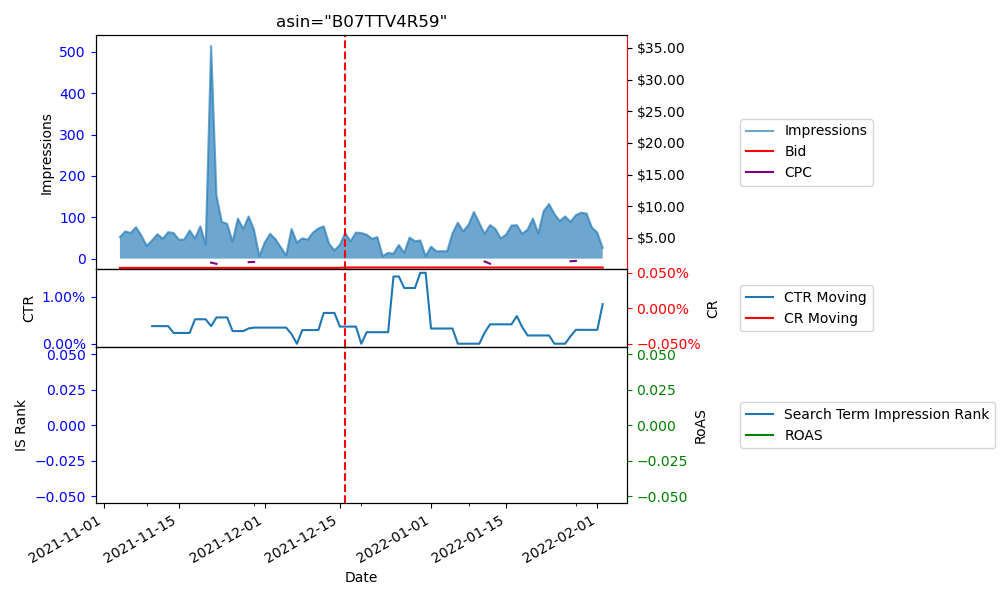 asin="B07TTV4R59"
Impressions
500
400
300
200
100
0
$35.00
$30.00
$25.00
$20.00
$15.00
$10.00
$5.00
Impressions
Bid
CPC
CTR
1.00%
0.00%
0.050%
0.000%
−0.050%
CR
CTR Moving
CR Moving
IS Rank
0.050
0.025
0.000
−0.025
−0.050
0.050
0.025
0.000
−0.025
−0.050
RoAS
Search Term Impression Rank
ROAS
2021-11-01
2021-11-15
2021-12-01
2021-12-15
2022-01-01
2022-01-15
2022-02-01
Date